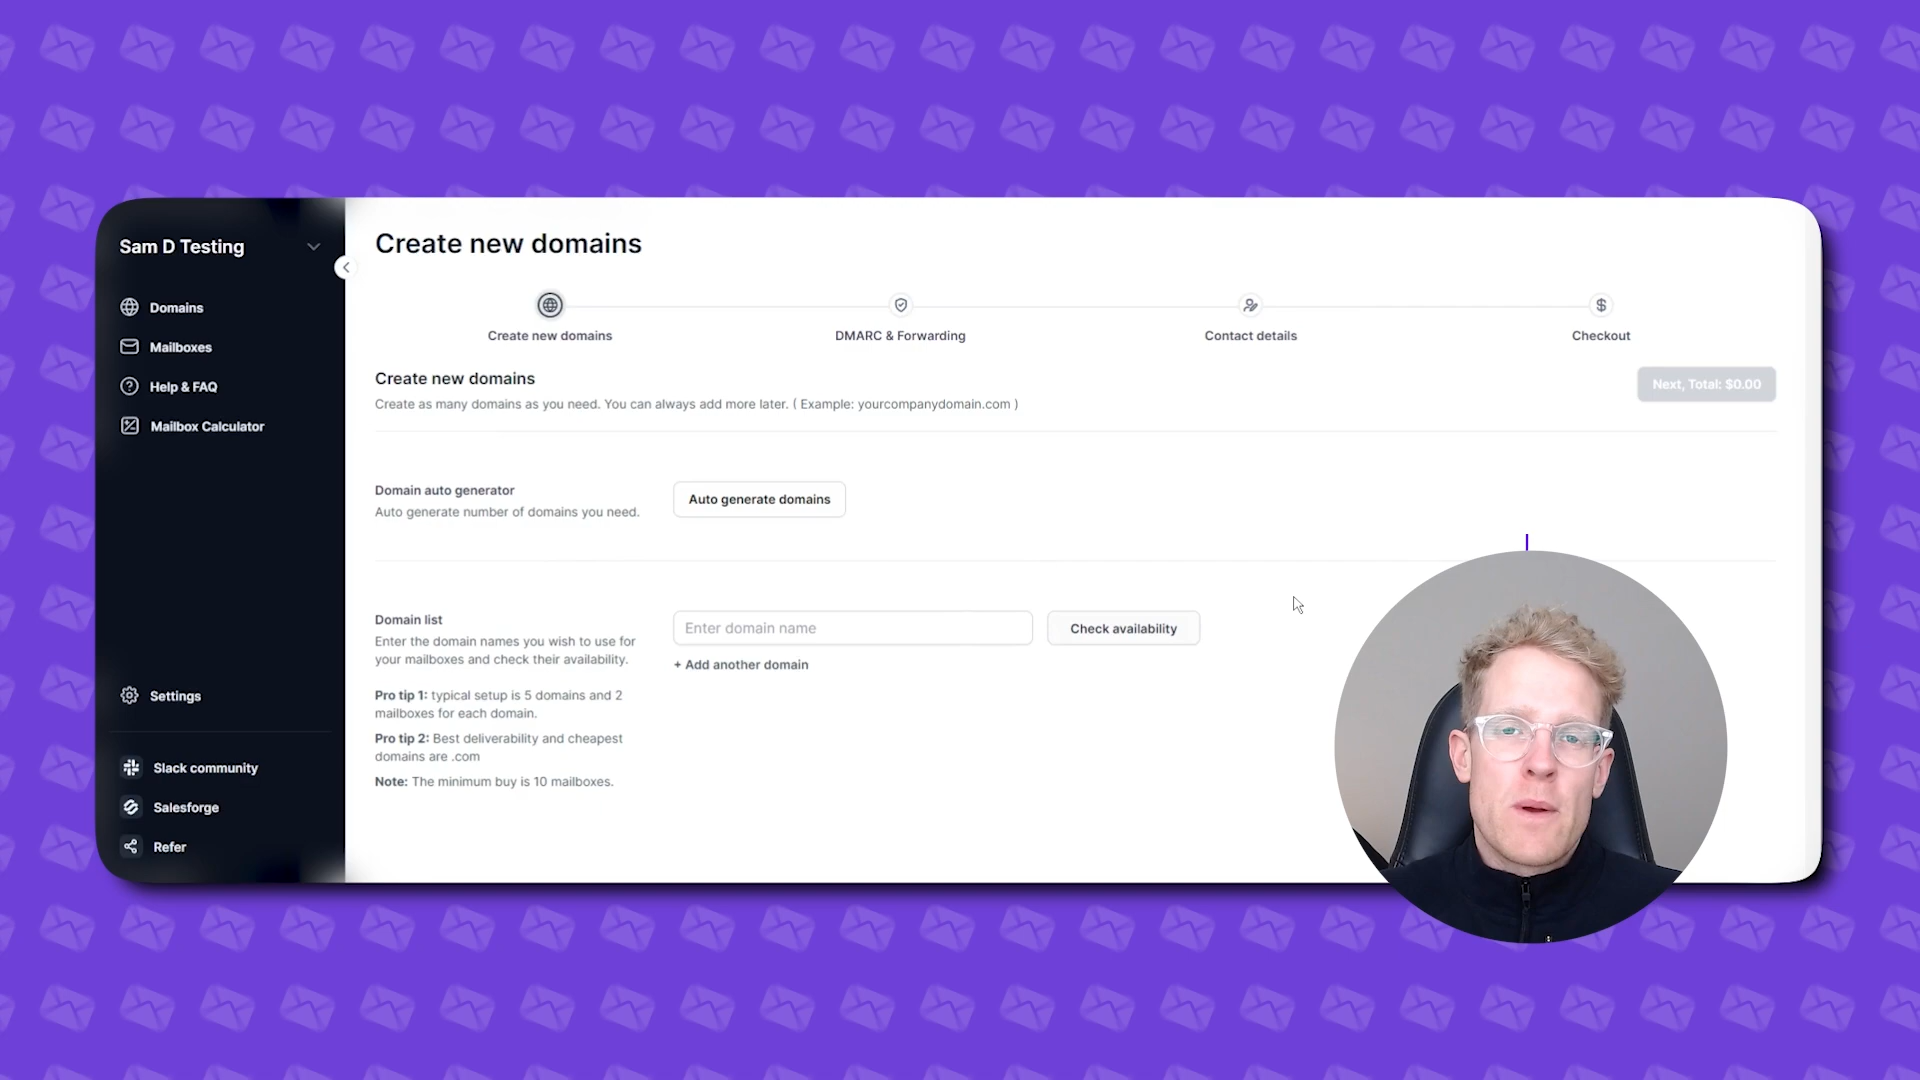 Sam D Testing
Domains
Mailboxes
Help & FAQ
Mailbox Calculator
Settings
Slack community
Salesforge
Refer
Create new domains
Create new domains
DMARC & Forwarding
Contact details
Checkout
Create new domains
Create as many domains as you need. You can always add more later. ( Example: yourcompanydomain.com )
Next, Total: $0.00
Domain auto generator
Auto generate number of domains you need.
Auto generate domains
Domain list
Enter the domain names you wish to use for
your mailboxes and check their availability.
Pro tip 1: typical setup is 5 domains and 2
mailboxes for each domain.
Pro tip 2: Best deliverability and cheapest
domains are .com
Note: The minimum buy is 10 mailboxes.
Enter domain name
Check availability
+ Add another domain